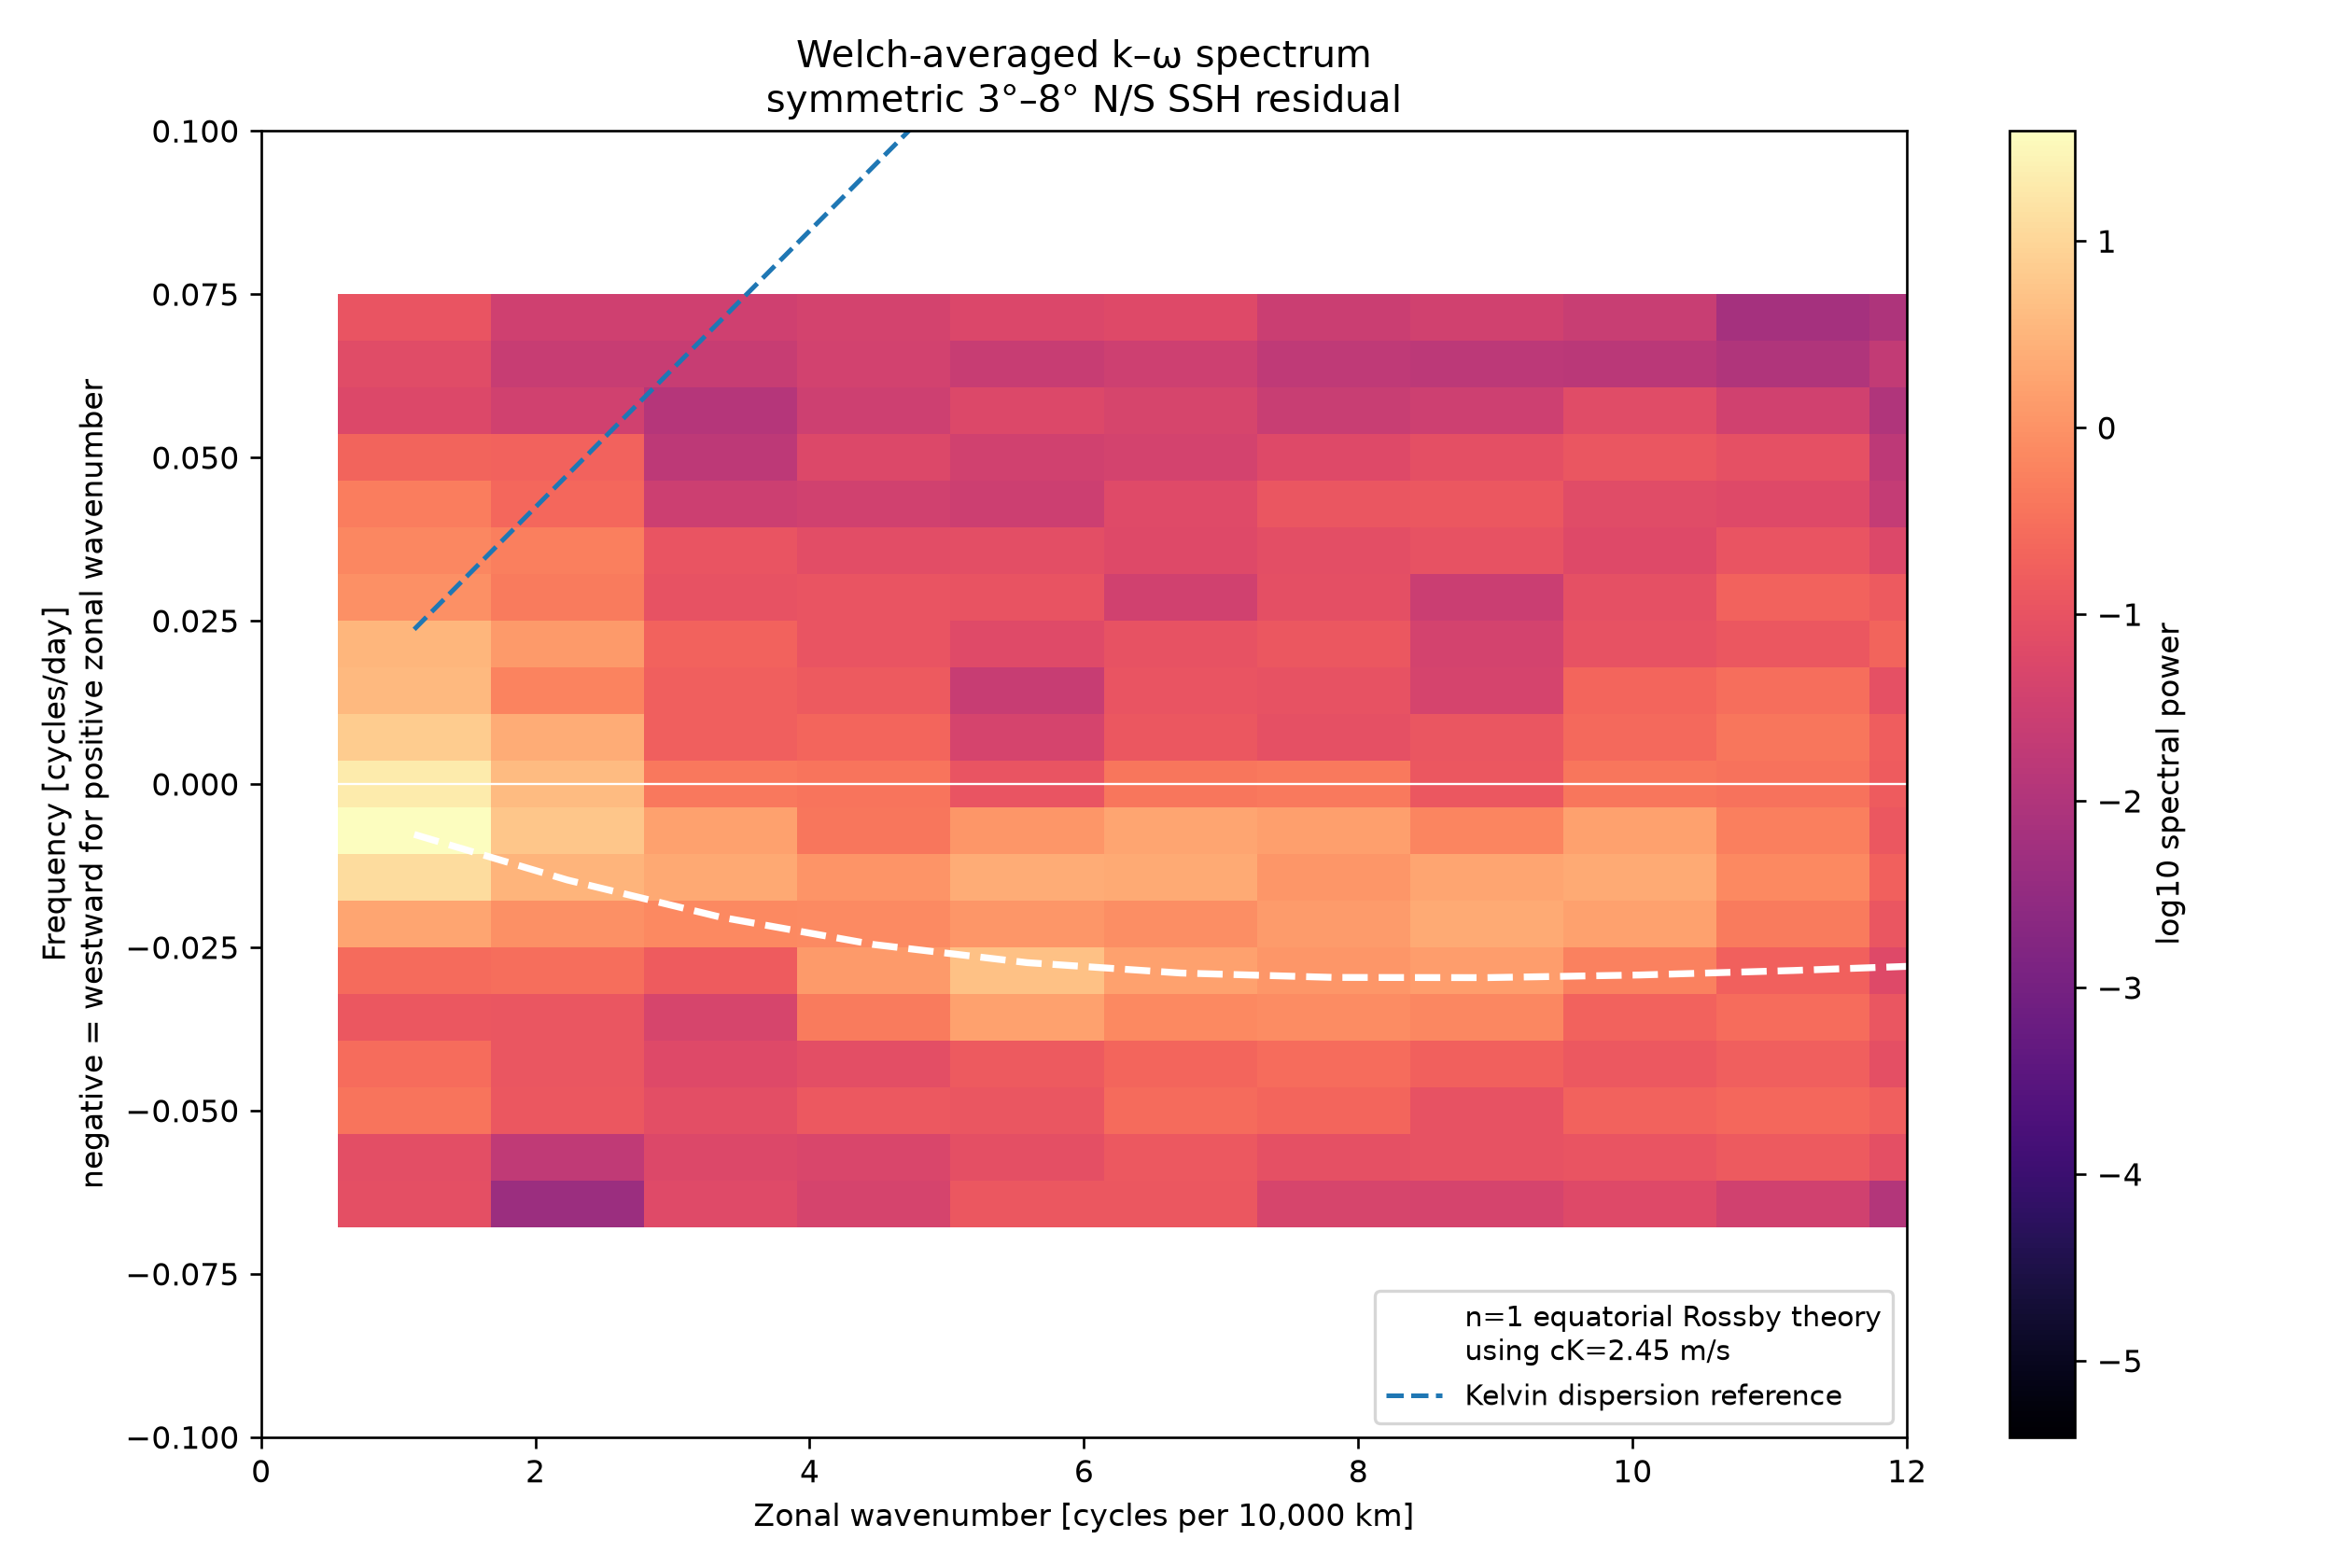 Welch-averaged k–ω spectrum
symmetric 3°–8° N/S SSH residual
0.100
0.075
0.050
0.025
0.000
−0.025
−0.050
−0.075
−0.100
Frequency [cycles/day]
negative = westward for positive zonal wavenumber
0
2
4
6
8
10
12
Zonal wavenumber [cycles per 10,000 km]
n=1 equatorial Rossby theory
using cK=2.45 m/s
Kelvin dispersion reference
1
0
−1
−2
−3
−4
−5
log10 spectral power